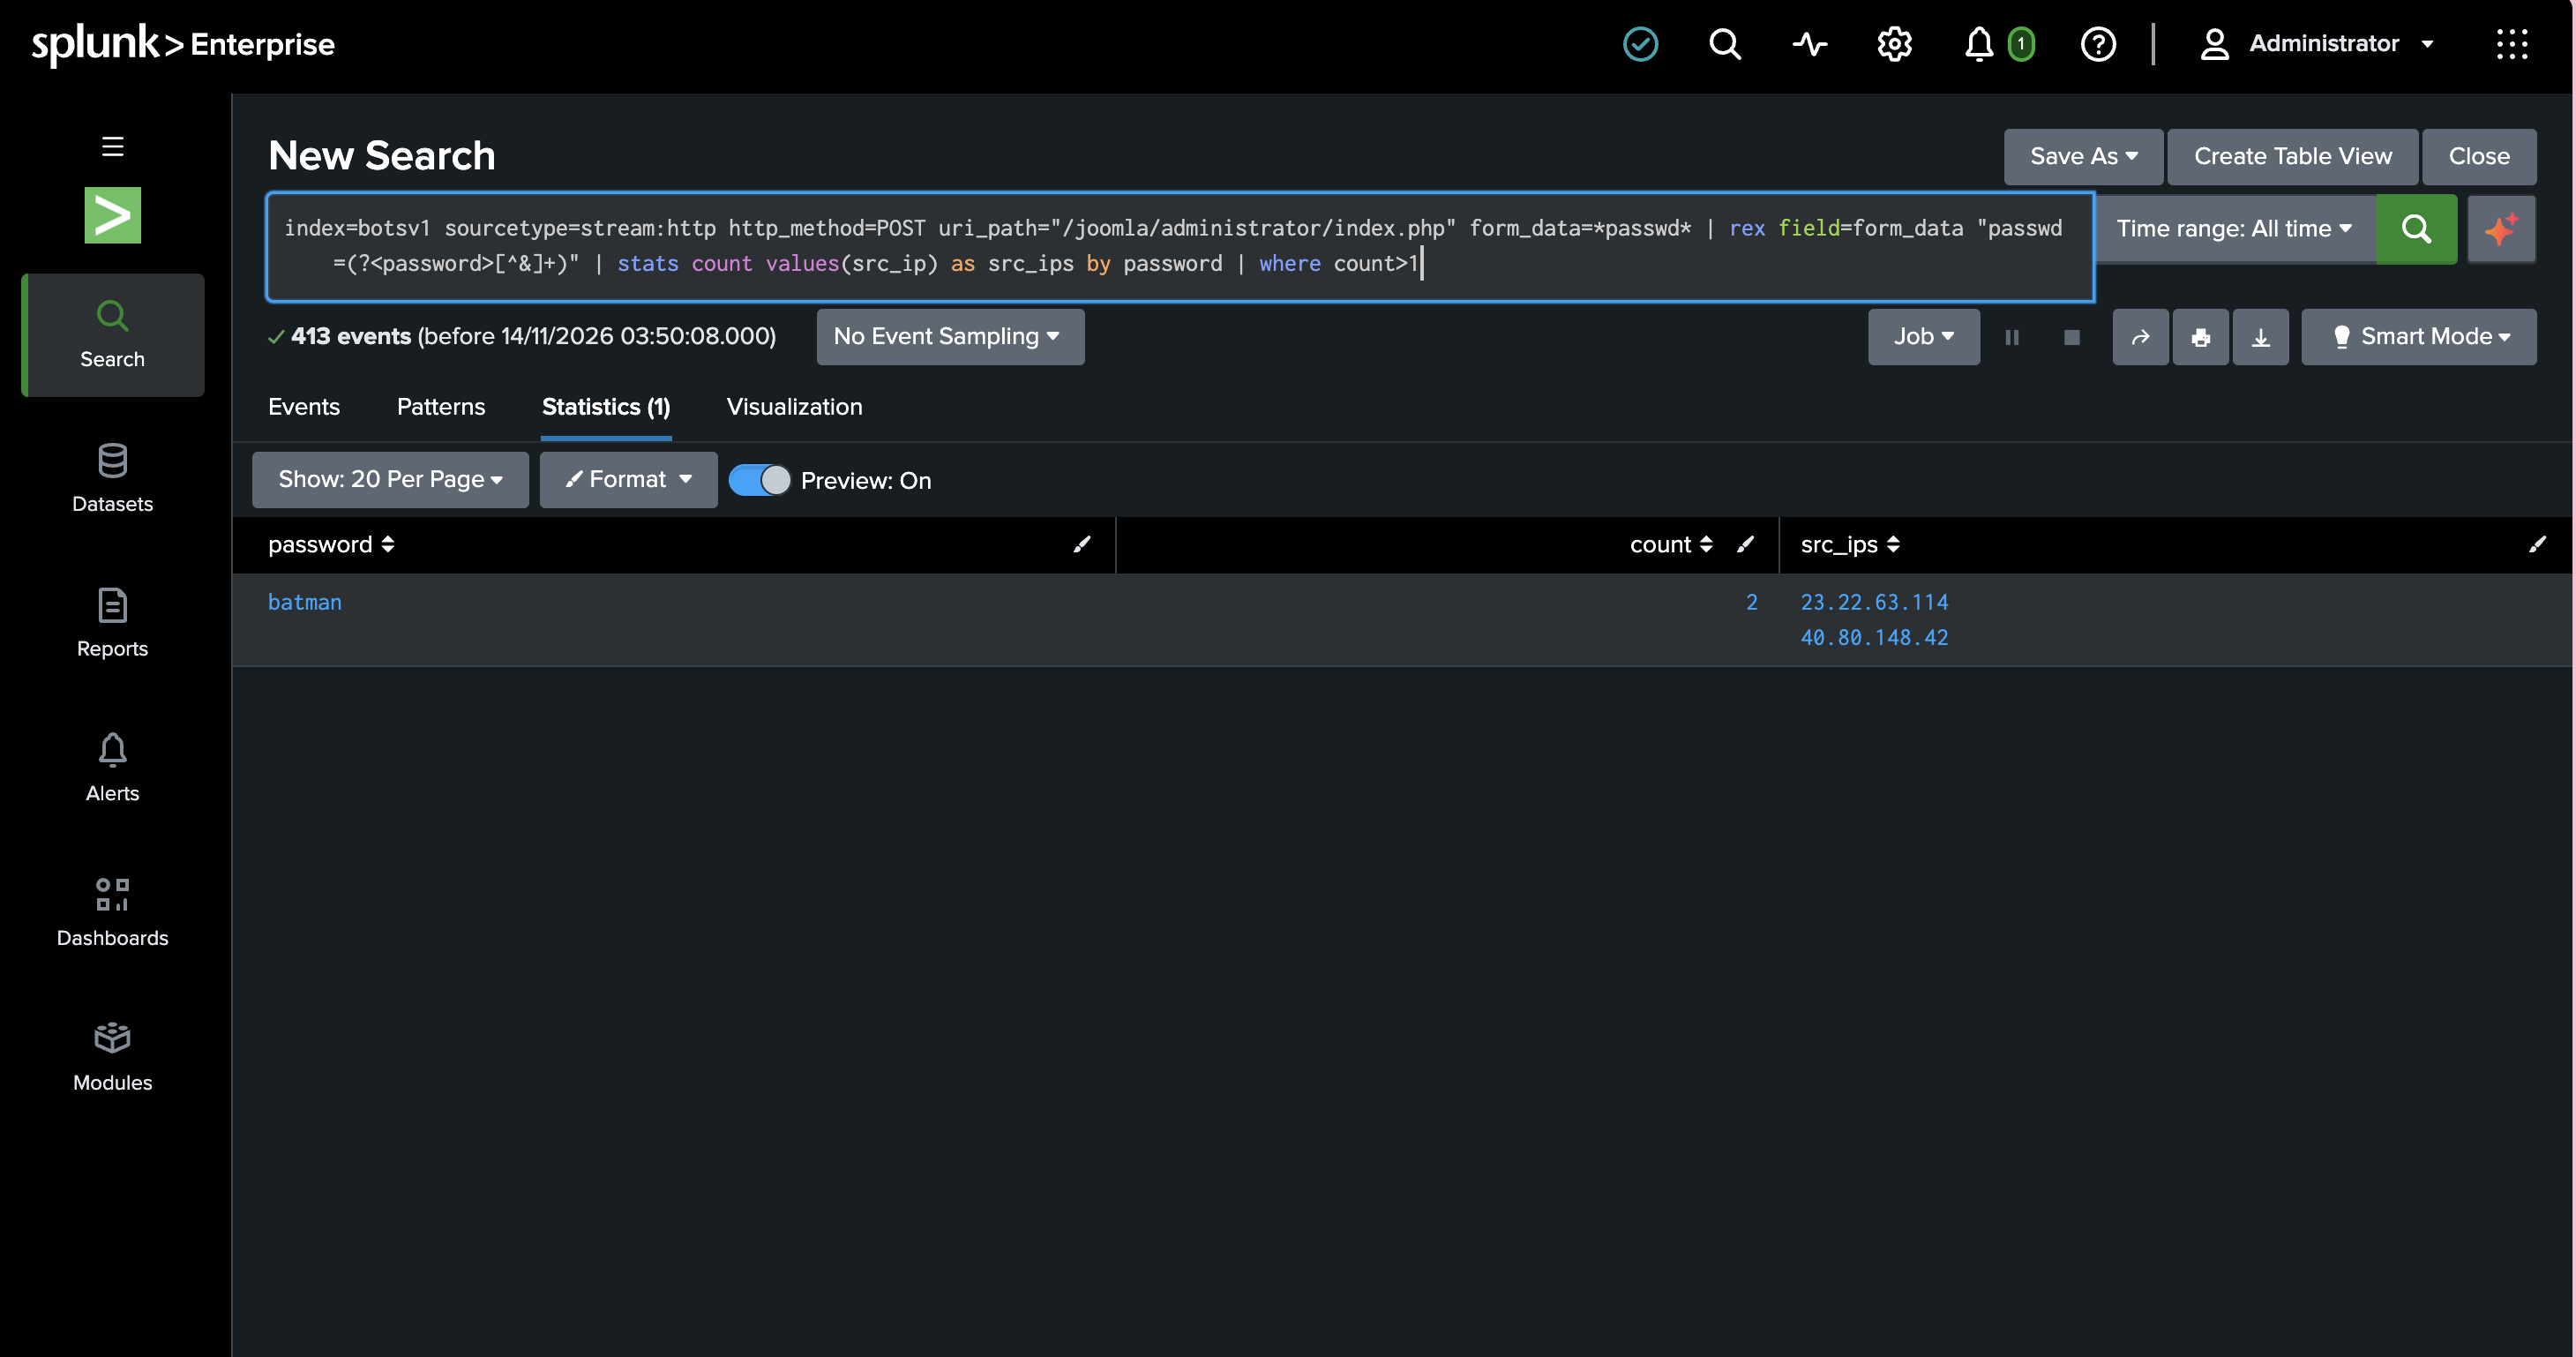 splunk>Enterprise
1
Administrator
New Search
Save As
Create Table View
Close
index=botsv1 sourcetype=stream:http http_method=POST uri_path="/joomla/administrator/index.php" form_data=*passwd* | rex field=form_data "passwd
=(?<password>[^&]+)" | stats count values(src_ip) as src_ips by password | where count>1
Time range: All time
413 events (before 14/11/2026 03:50:08.000)
No Event Sampling
Job
Smart Mode
Search
Events
Patterns
Statistics (1)
Visualization
Show: 20 Per Page
Format
Preview: On
Datasets
password
count
src_ips
batman
2
23.22.63.114
40.80.148.42
Reports
Alerts
Dashboards
Modules